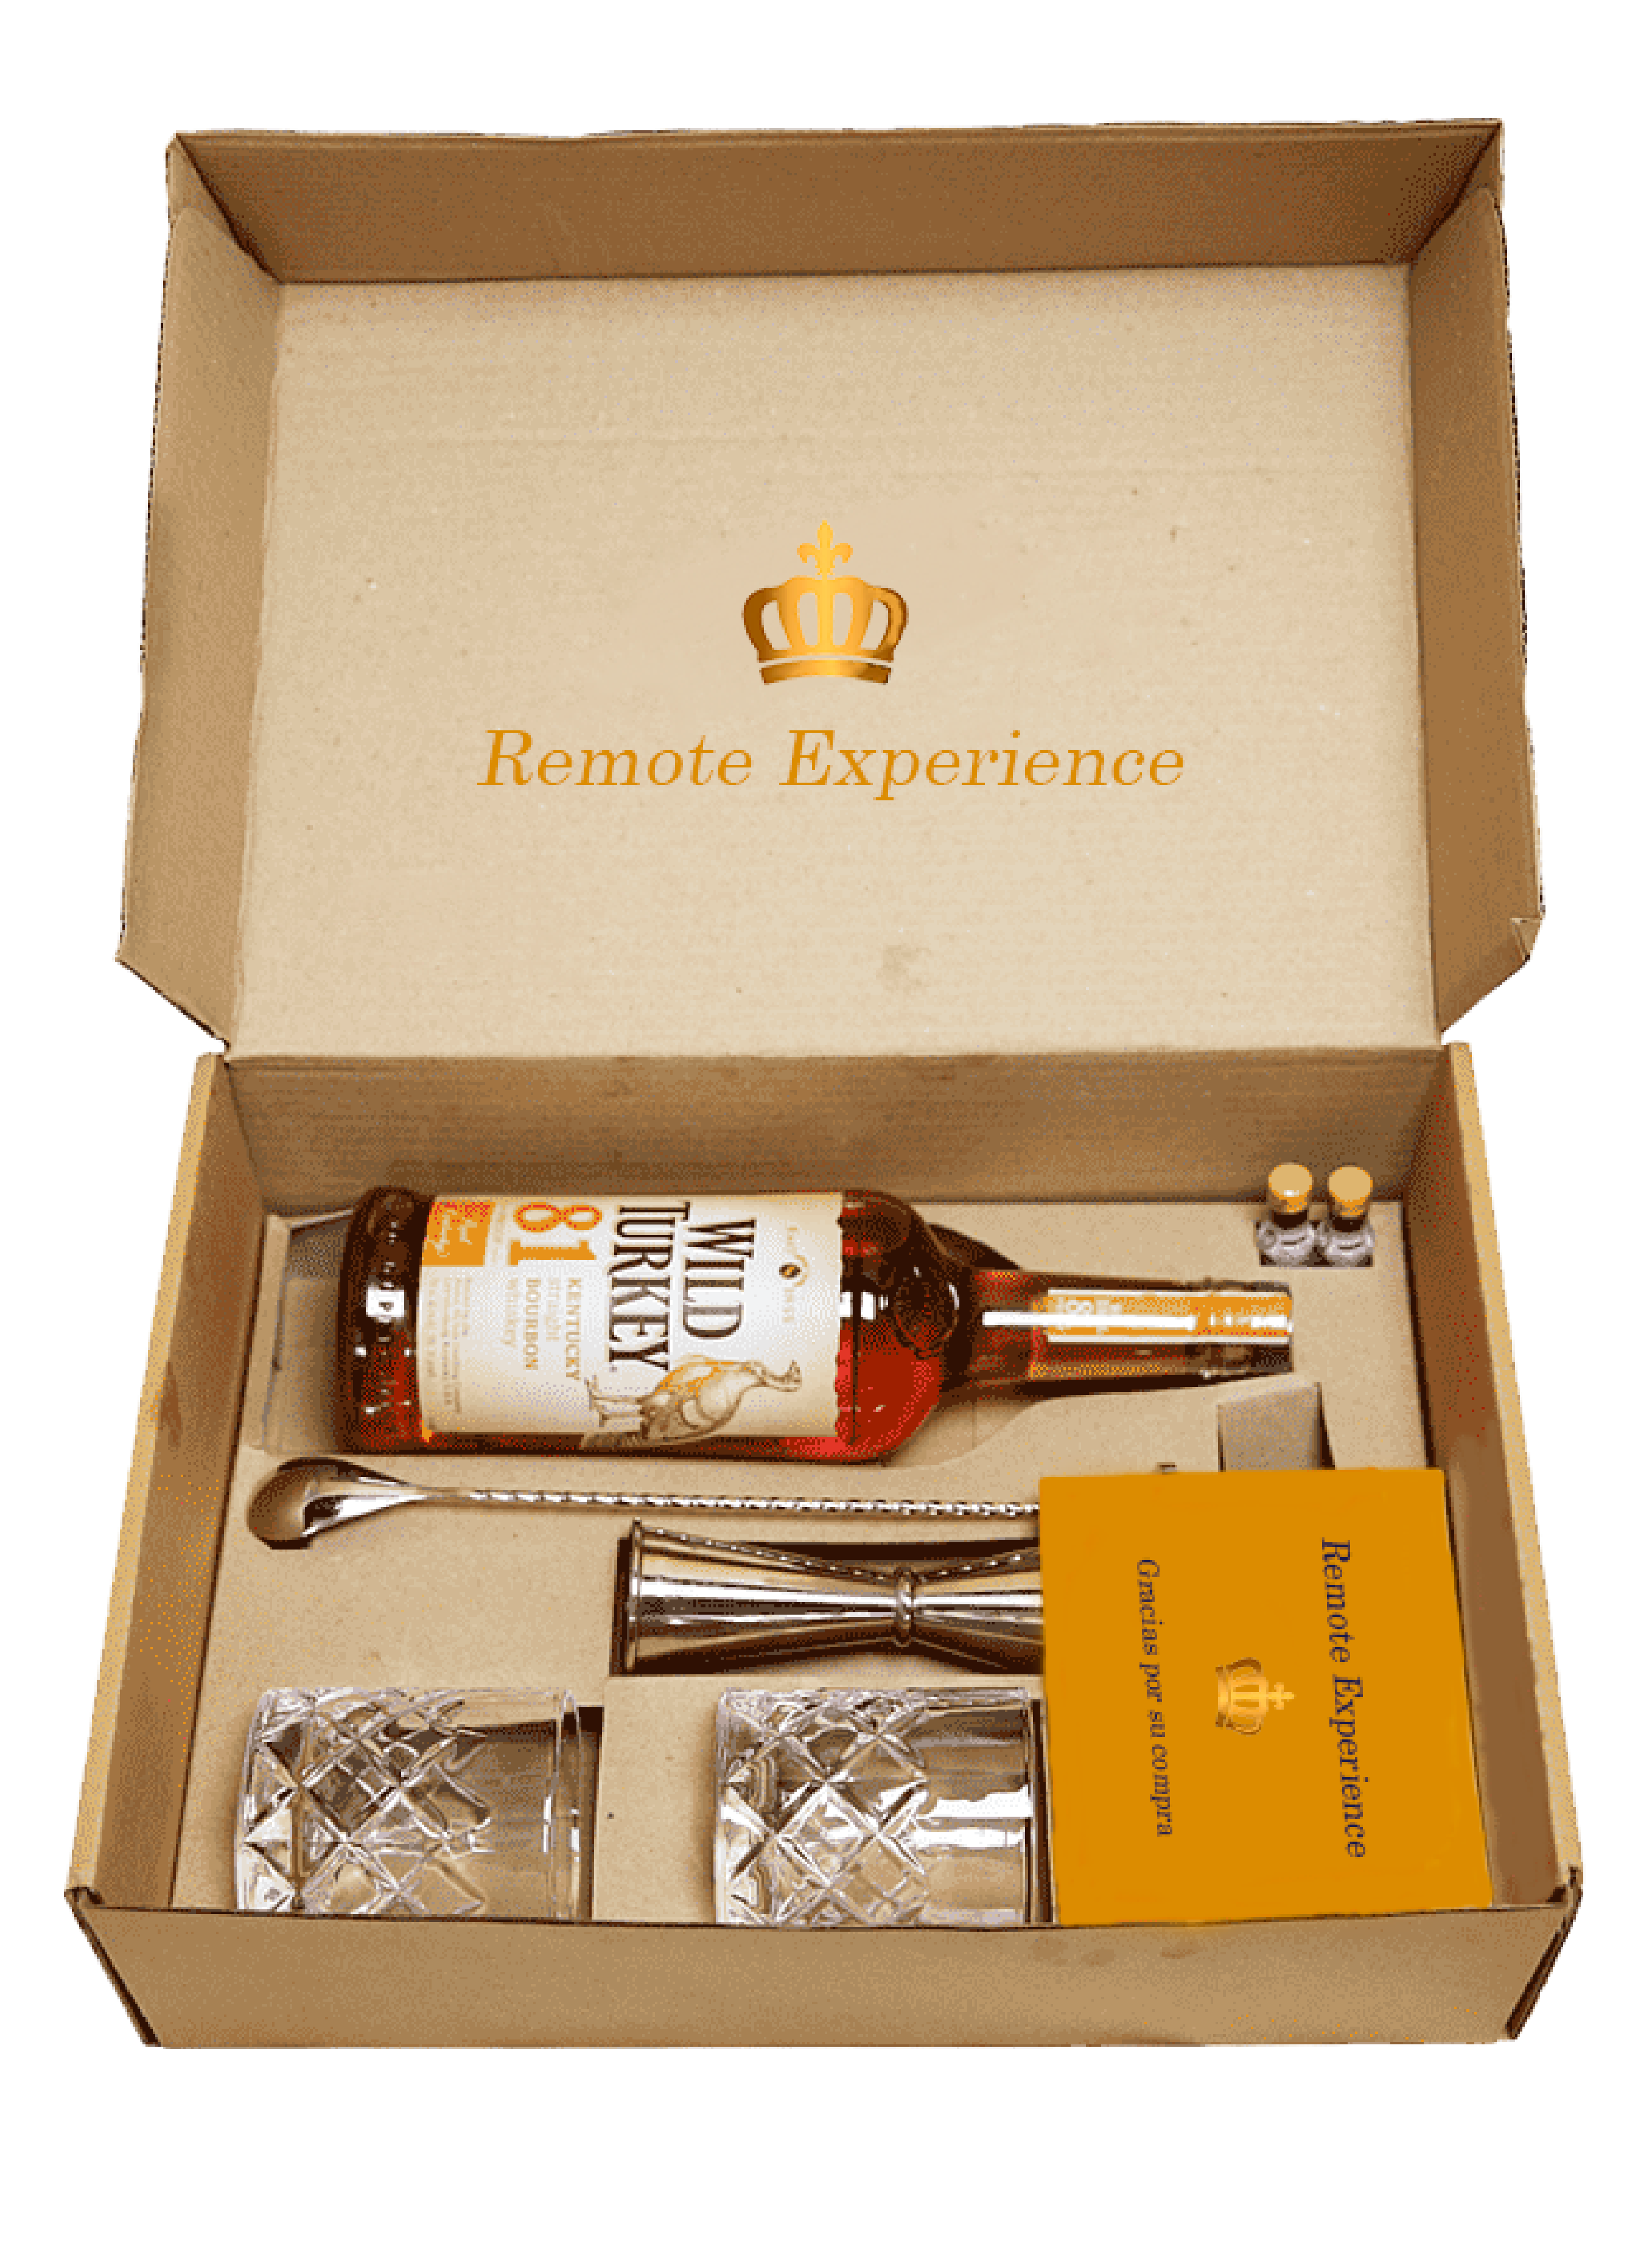 Remote Experience
WILD
TURKEY
KENTUCKY
straight
BOURBON
whiskey
81
Remote Experience
Gracias por su compra